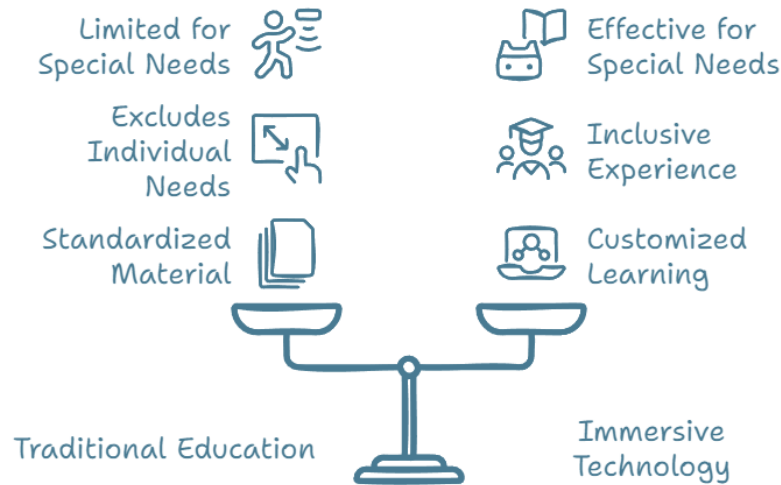 Limited for
Special Needs
Effective for
Special Needs
Excludes
Individual
Needs
Inclusive
Experience
Standardized
Material
Customized
Learning
Traditional Education
Immersive
Technology